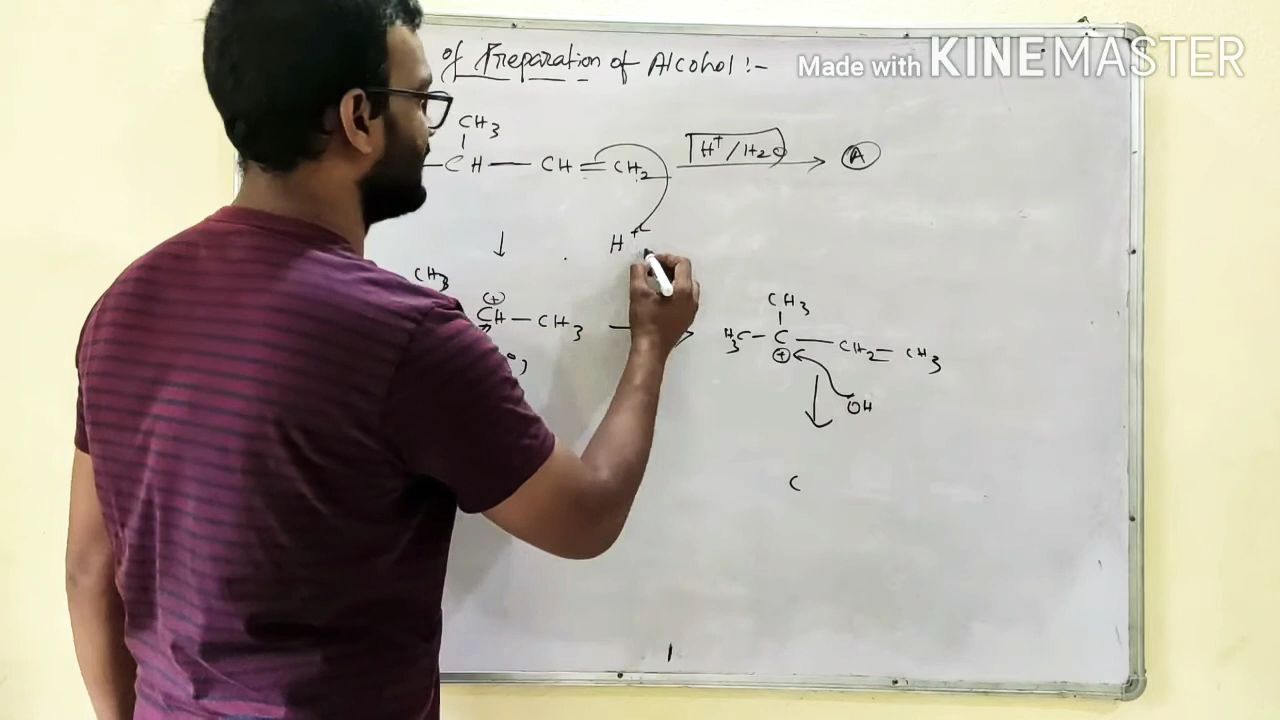 of Preparation of Alcohol :-
Made with KINEMASTER
CH3
— CH — CH = CH2 H+/H2O → A
H+
CH3
(+)
CH — CH3 →
CH3
H3C — C — CH2 — CH3
+
OH
C